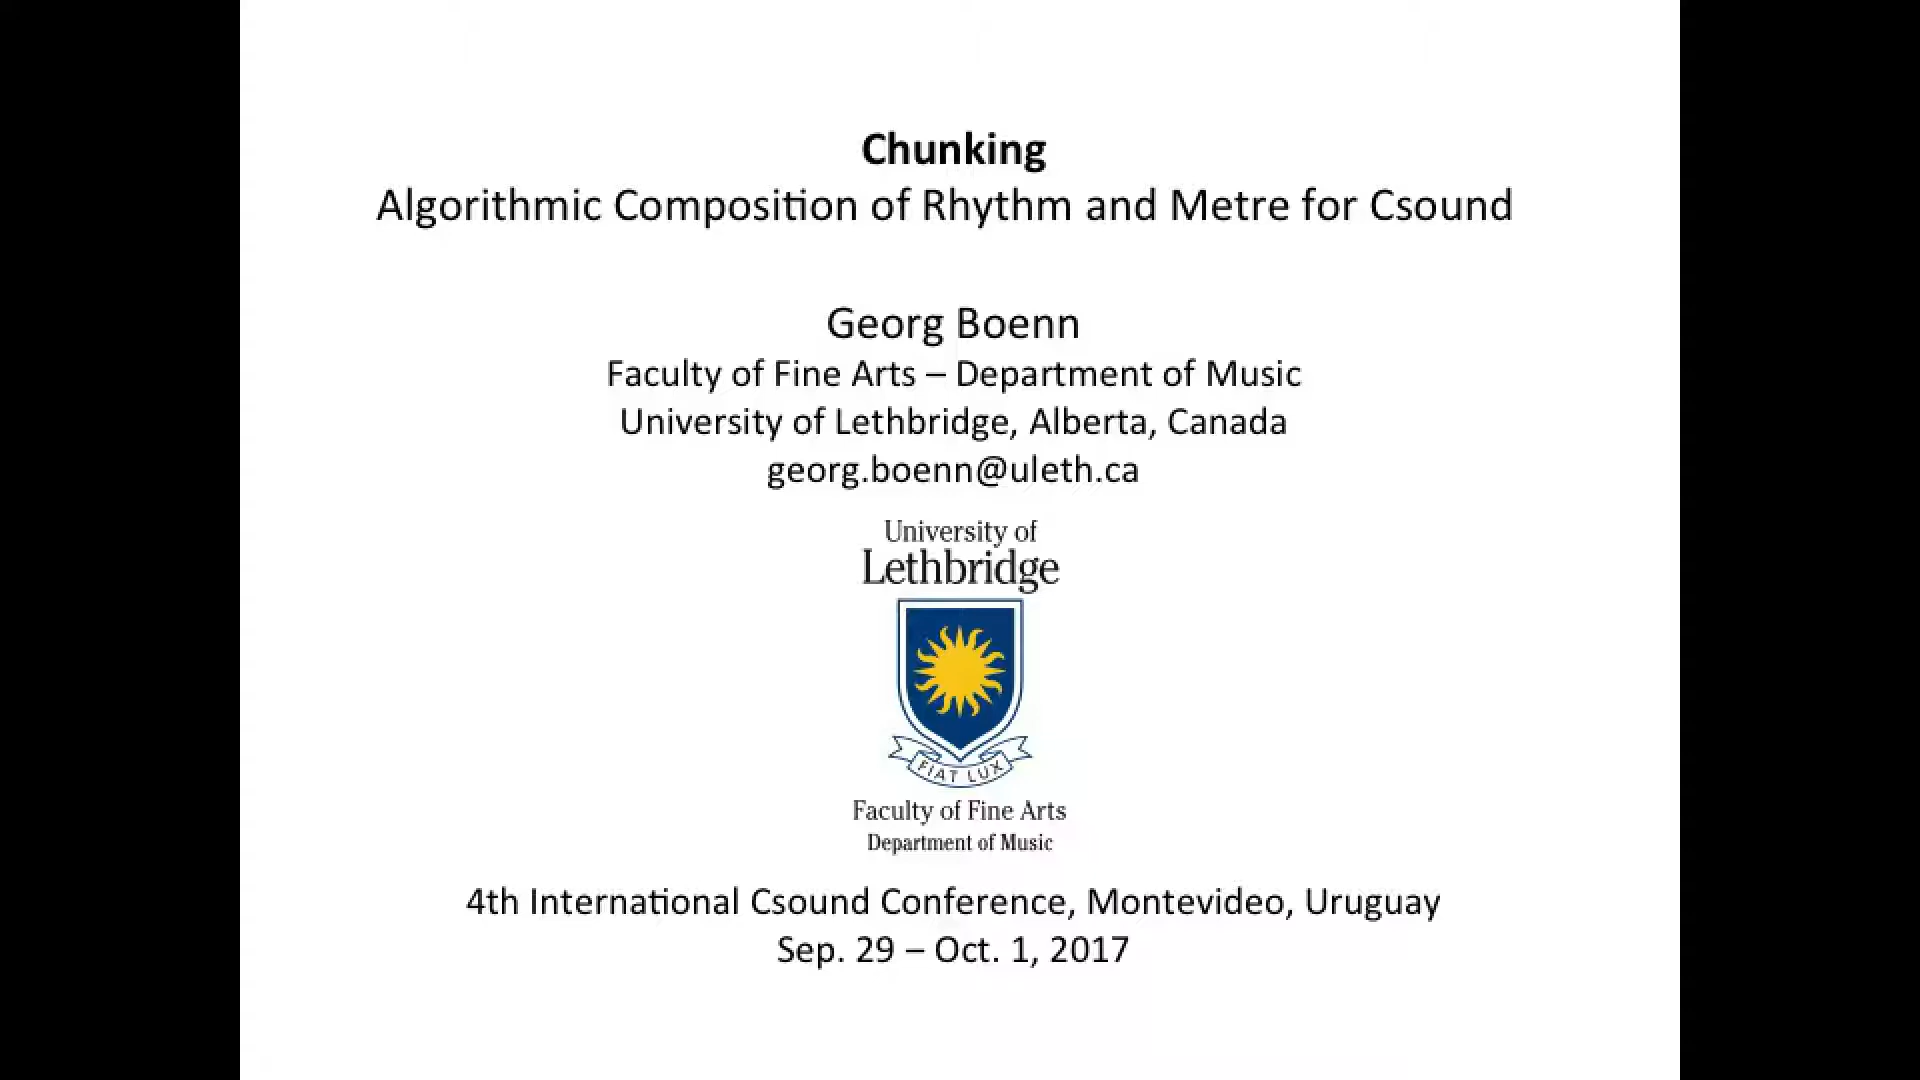 Chunking
Algorithmic Composition of Rhythm and Metre for Csound
Georg Boenn
Faculty of Fine Arts – Department of Music
University of Lethbridge, Alberta, Canada
georg.boenn@uleth.ca
University of
Lethbridge
FIAT LUX
Faculty of Fine Arts
Department of Music
4th International Csound Conference, Montevideo, Uruguay
Sep. 29 – Oct. 1, 2017